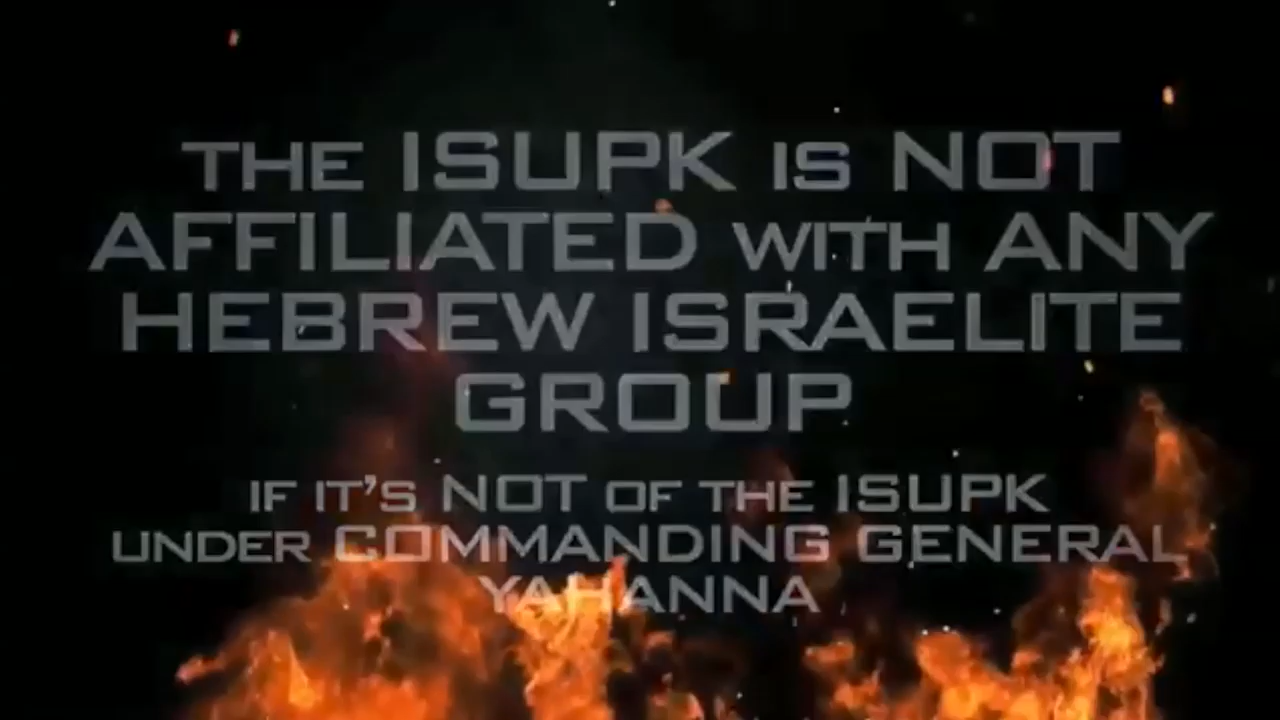 THE ISUPK IS NOT
AFFILIATED WITH ANY
HEBREW ISRAELITE
GROUP
IF IT'S NOT OF THE ISUPK
UNDER COMMANDING GENERAL
YAHANNA